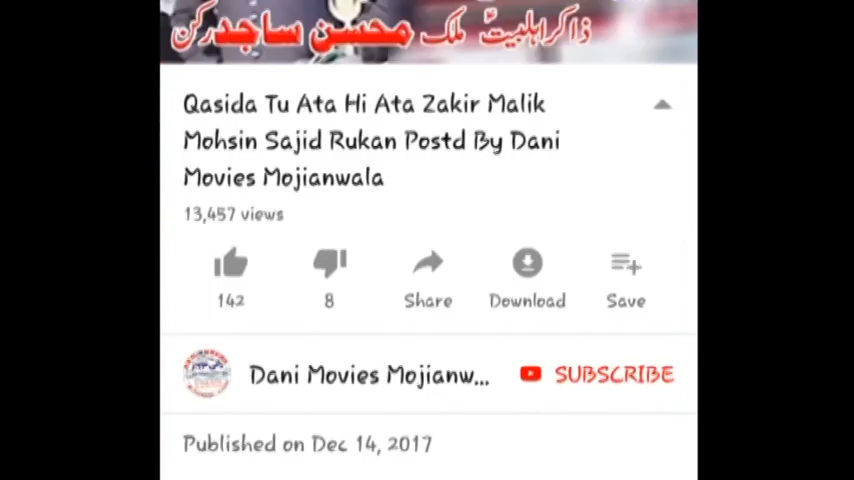 ذاکر اہلبیتؑ ملک محسن ساجد رکن
Qasida Tu Ata Hi Ata Zakir Malik
Mohsin Sajid Rukan Postd By Dani
Movies Mojianwala
13,457 views
142
8
Share
Download
Save
Dani Movies Mojianw...
SUBSCRIBE
Published on Dec 14, 2017